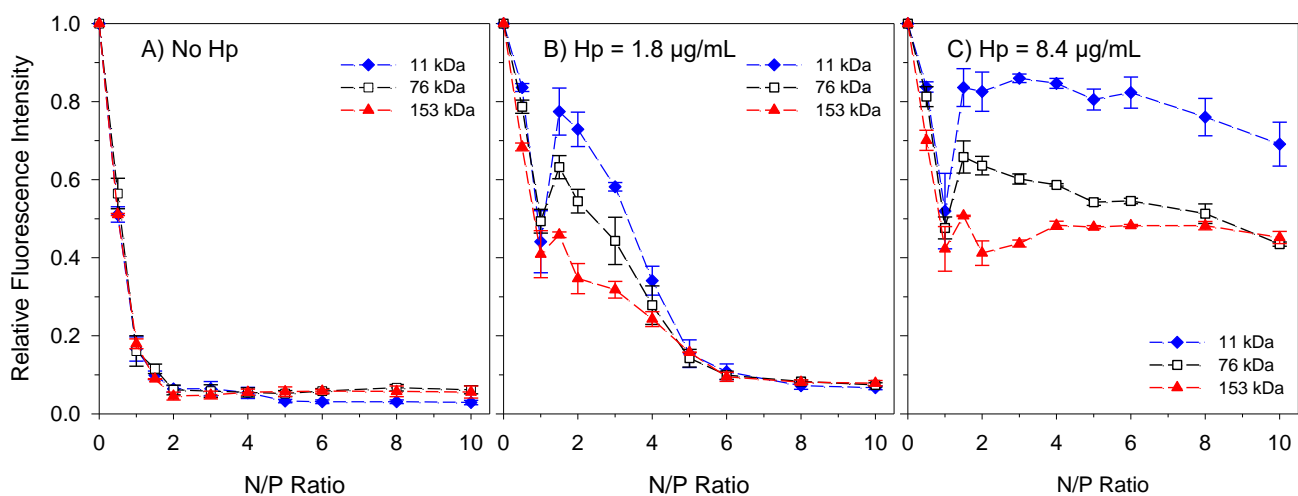 Relative Fluorescence Intensity
1.0
0.8
0.6
0.4
0.2
0.0
A) No Hp
11 kDa
76 kDa
153 kDa
0 2 4 6 8 10
N/P Ratio
B) Hp = 1.8 µg/mL
11 kDa
76 kDa
153 kDa
0 2 4 6 8 10
N/P Ratio
C) Hp = 8.4 µg/mL
11 kDa
76 kDa
153 kDa
0 2 4 6 8 10
N/P Ratio